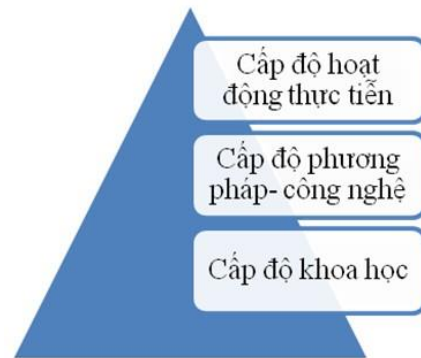 Cấp độ hoạt
động thực tiễn
Cấp độ phương
pháp- công nghệ
Cấp độ khoa học